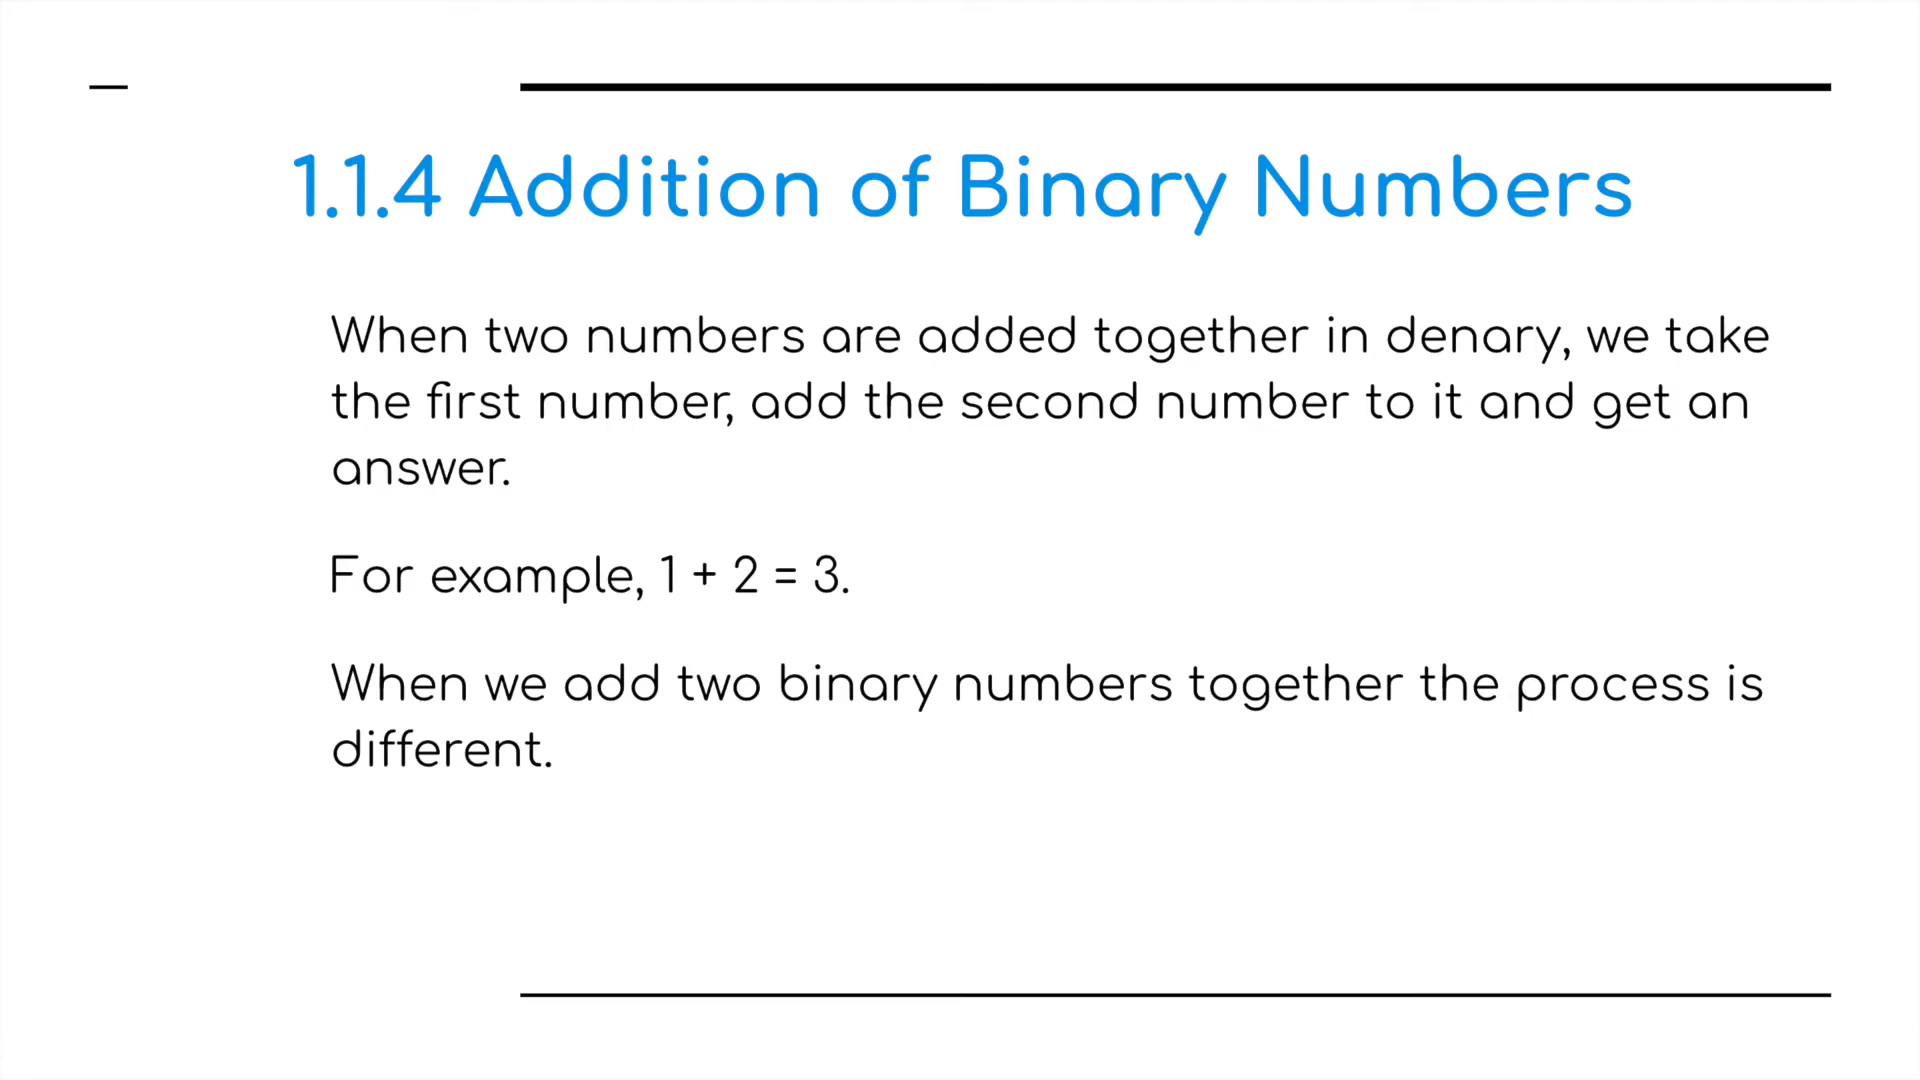 1.1.4 Addition of Binary Numbers
When two numbers are added together in denary, we take
the first number, add the second number to it and get an
answer.
For example, 1 + 2 = 3.
When we add two binary numbers together the process is
different.